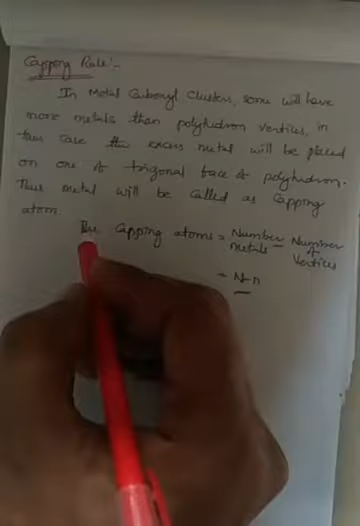 Capping Rule:-
In Metal Carbonyl Clusters, some will have
more metals than polyhedron vertices, in
this case the excess metal will be placed
on one of trigonal face of polyhedron.
This metal will be called as Capping
atom
The Capping atoms = Number metals - Number of Vertices
= N-n